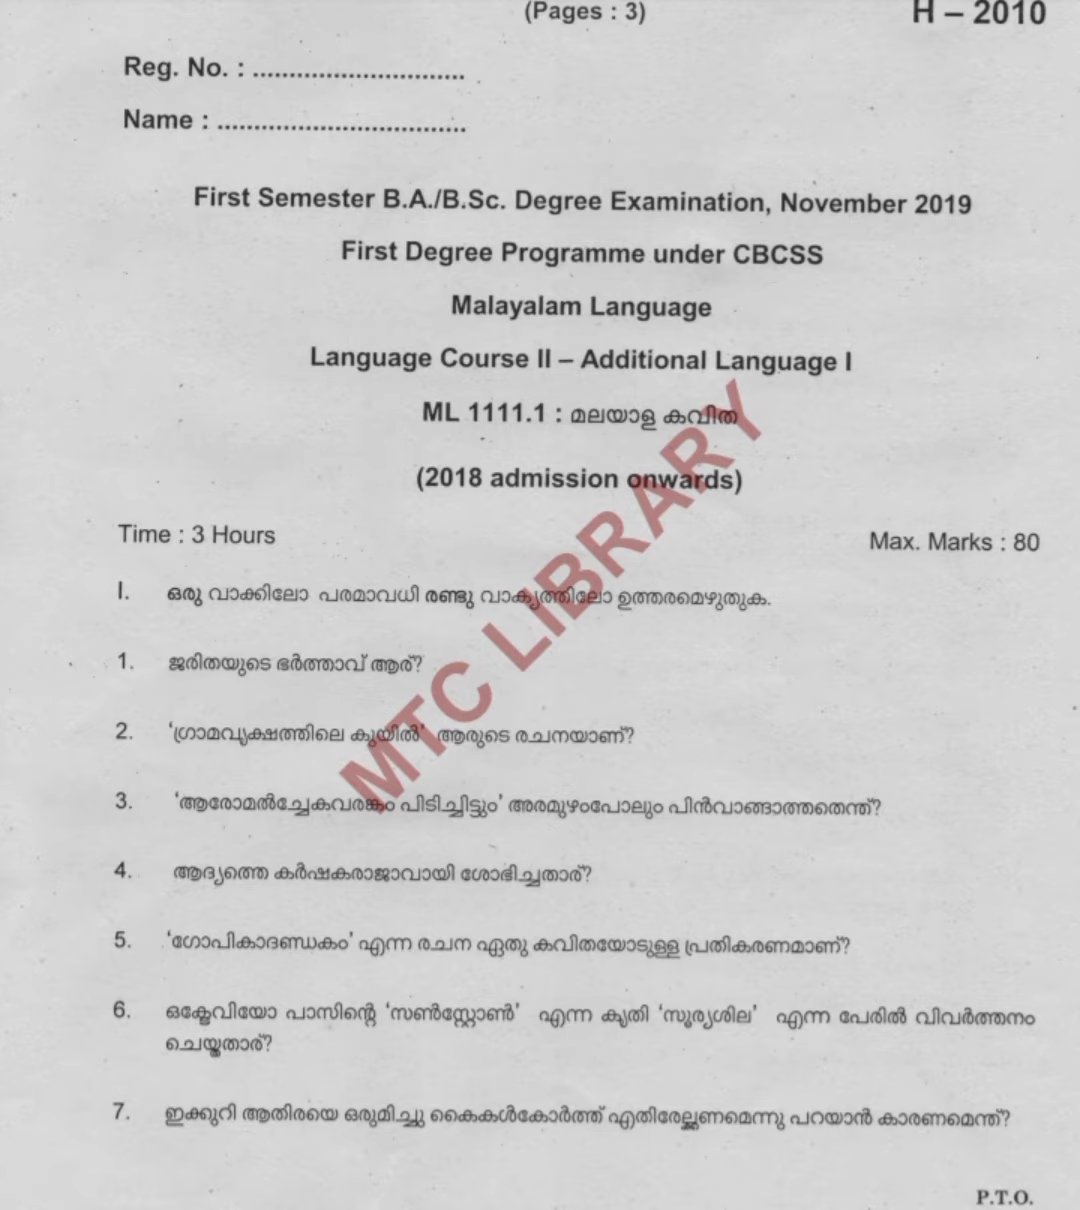 (Pages : 3)
H – 2010
Reg. No. : .............................
Name : ..................................
First Semester B.A./B.Sc. Degree Examination, November 2019
First Degree Programme under CBCSS
Malayalam Language
Language Course II – Additional Language I
ML 1111.1 : മലയാള കവിത
(2018 admission onwards)
Time : 3 Hours
Max. Marks : 80
I. ഒരു വാക്കിലോ പരമാവധി രണ്ടു വാക്യത്തിലോ ഉത്തരമെഴുതുക.
1. ജരിതയുടെ ഭർത്താവ് ആര്?
2. ‘ഗ്രാമവൃക്ഷത്തിലെ കുയിൽ’ ആരുടെ രചനയാണ്?
3. ‘ആരോമൽച്ചേകവരങ്കം പിടിച്ചിട്ടും’ അരമുഴംപോലും പിൻവാങ്ങാത്തതെന്ത്?
4. ആദ്യത്തെ കർഷകരാജാവായി ശോഭിച്ചതാര്?
5. ‘ഗോപികാദണ്ഡകം’ എന്ന രചന ഏതു കവിതയോടുള്ള പ്രതികരണമാണ്?
6. ഒക്ടേവിയോ പാസിന്റെ ‘സൺസ്റ്റോൺ’ എന്ന കൃതി ‘സൂര്യശില’ എന്ന പേരിൽ വിവർത്തനം
ചെയ്തതാര്?
7. ഇക്കുറി ആതിരയെ ഒരുമിച്ചു കൈകൾകോർത്ത് എതിരേല്ക്കണമെന്നു പറയാൻ കാരണമെന്ത്?
P.T.O.
MTC LIBRARY